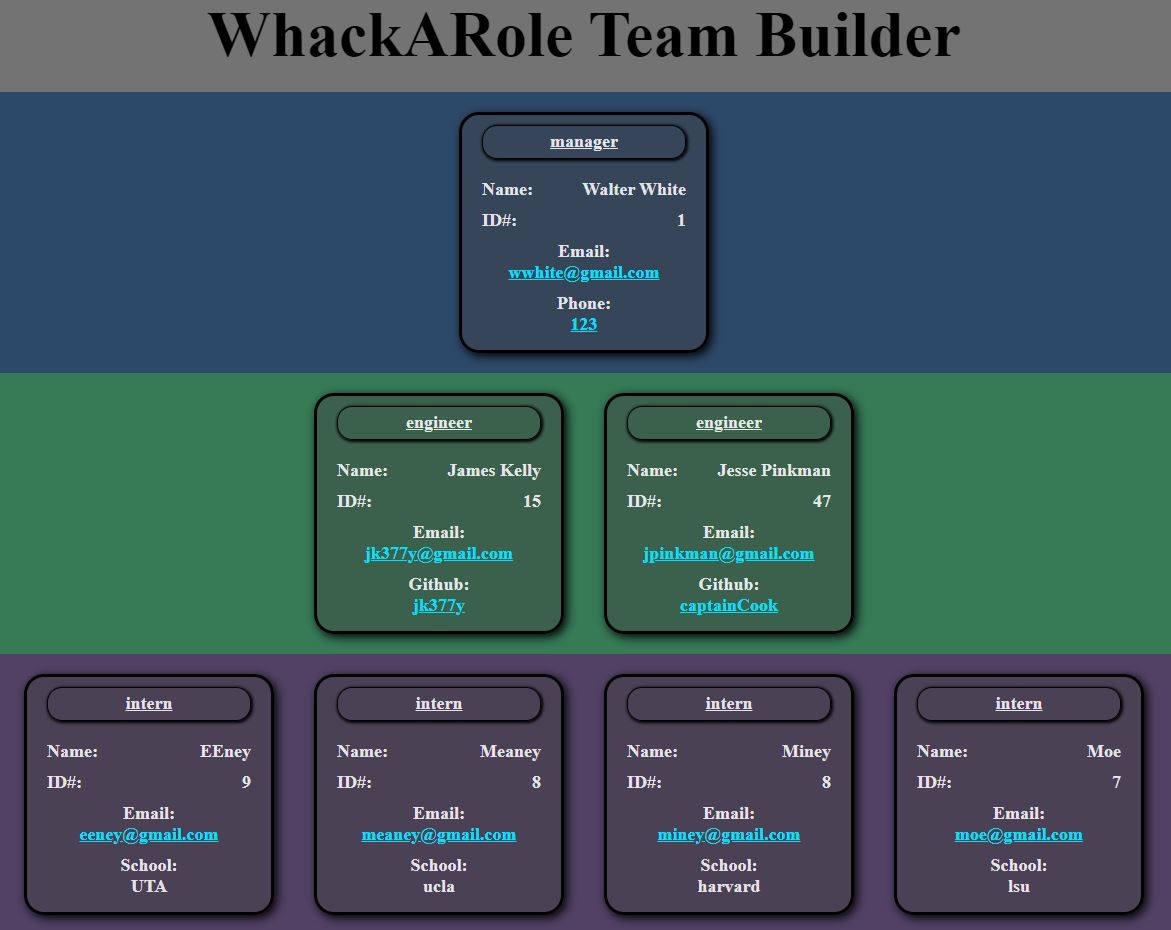 WhackARole Team Builder
manager
Name: Walter White
ID#: 1
Email:
wwhite@gmail.com
Phone:
123
engineer
Name: James Kelly
ID#: 15
Email:
jk377y@gmail.com
Github:
jk377y
engineer
Name: Jesse Pinkman
ID#: 47
Email:
jpinkman@gmail.com
Github:
captainCook
intern
Name: EEney
ID#: 9
Email:
eeney@gmail.com
School:
UTA
intern
Name: Meaney
ID#: 8
Email:
meaney@gmail.com
School:
ucla
intern
Name: Miney
ID#: 8
Email:
miney@gmail.com
School:
harvard
intern
Name: Moe
ID#: 7
Email:
moe@gmail.com
School:
lsu